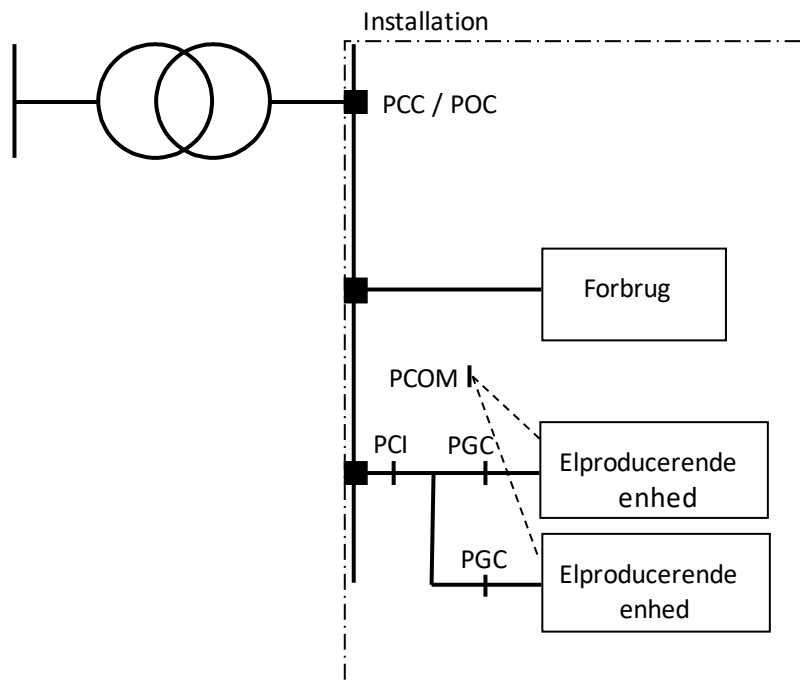 Installation
PCC / POC
Forbrug
PCOM
PCI
PGC
Elproducerende
enhed
PGC
Elproducerende
enhed